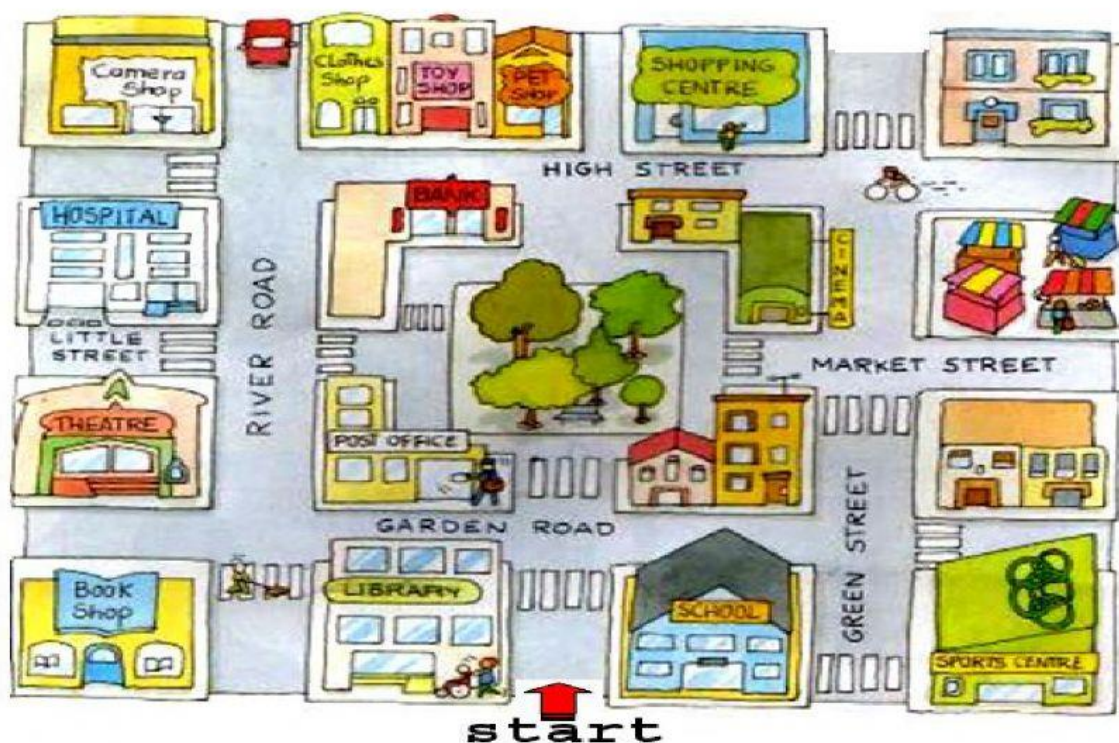 Camera
Shop
Clothes
Shop
TOY
SHOP
PET
SHOP
SHOPPING
CENTRE
HIGH STREET
HOSPITAL
BANK
CINEMA
RIVER ROAD
LITTLE
STREET
MARKET STREET
THEATRE
POST OFFICE
GARDEN ROAD
GREEN STREET
Book
Shop
LIBRARY
SCHOOL
SPORTS CENTRE
start